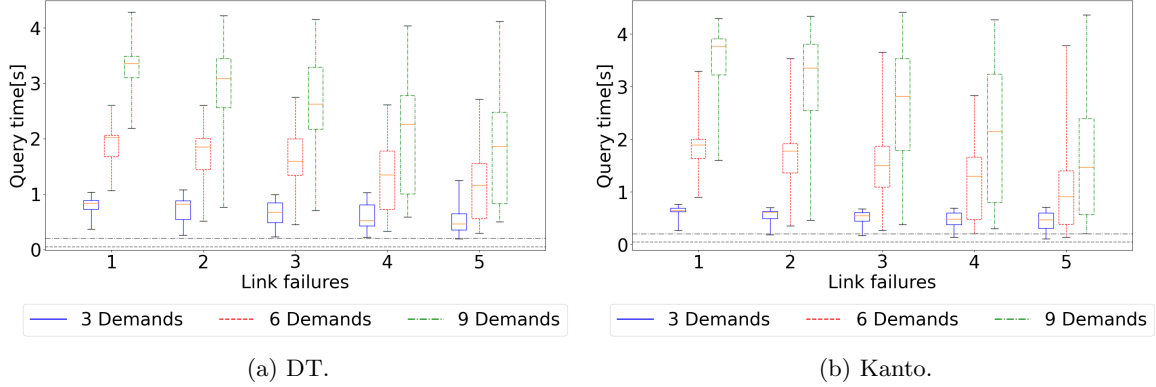 Query time[s]
4
3
2
1
0
1 2 3 4 5
Link failures
3 Demands 6 Demands 9 Demands
(a) DT.
Query time[s]
4
3
2
1
0
1 2 3 4 5
Link failures
3 Demands 6 Demands 9 Demands
(b) Kanto.